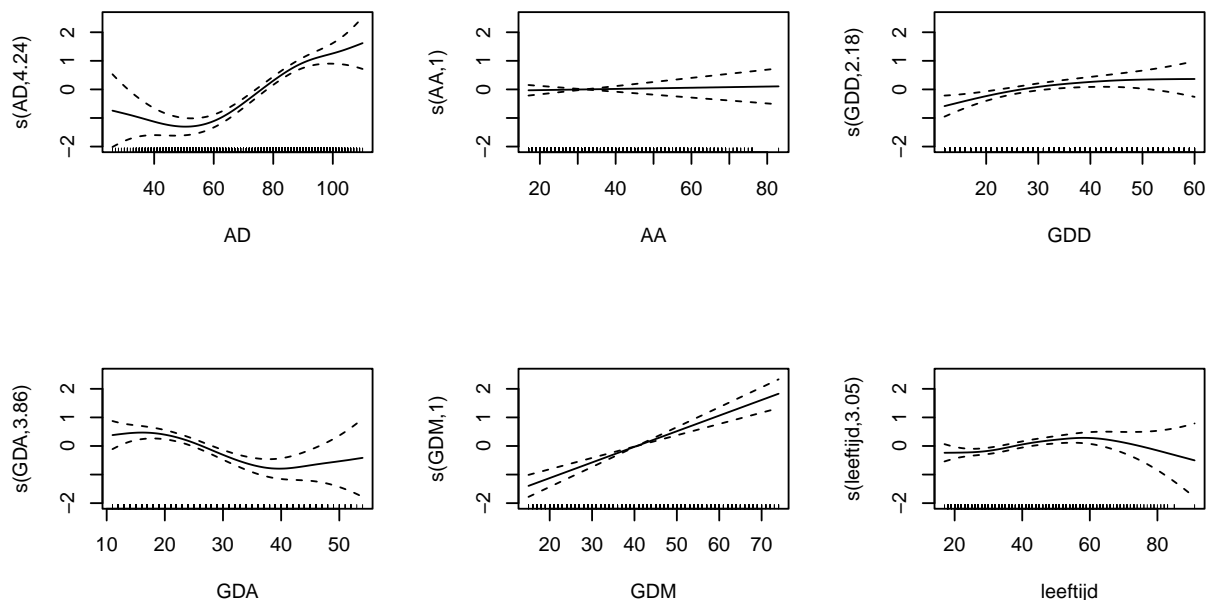 s(AD,4.24)
2
1
0
−2
40 60 80 100
AD
s(AA,1)
2
1
0
−2
20 40 60 80
AA
s(GDD,2.18)
2
1
0
−2
20 30 40 50 60
GDD
s(GDA,3.86)
2
1
0
−2
10 20 30 40 50
GDA
s(GDM,1)
2
1
0
−2
20 30 40 50 60 70
GDM
s(leeftijd,3.05)
2
1
0
−2
20 40 60 80
leeftijd